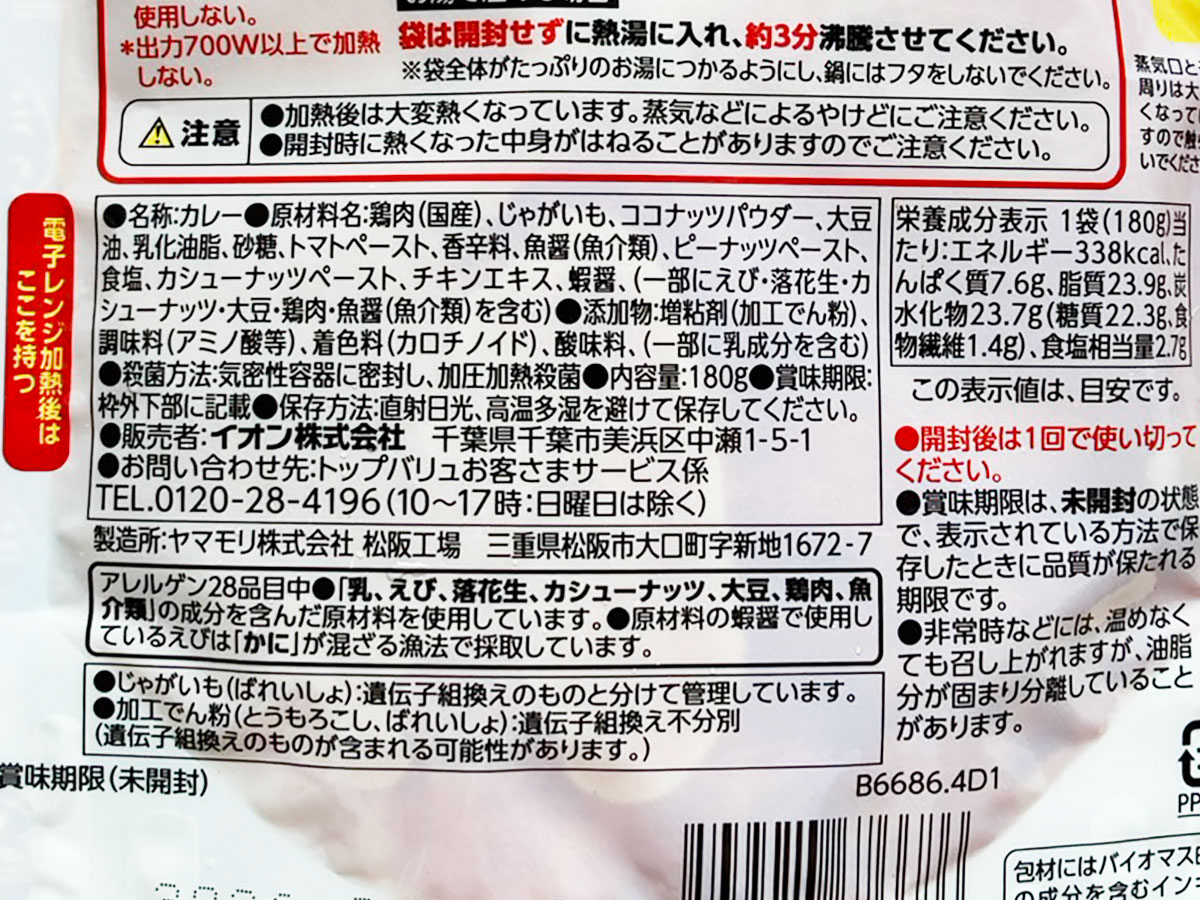 使用しない。
*出力700W以上で加熱
しない。
袋は開封せずに熱湯に入れ、約3分沸騰させてください。
※袋全体がたっぷりのお湯につかるようにし、鍋にはフタをしないでください。
注意
●加熱後は大変熱くなっています。蒸気などによるやけどにご注意ください。
●開封時に熱くなった中身がはねることがありますのでご注意ください。
蒸気口と
周りは大
くなって
すので触
いでくださ
電子レンジ加熱後は
ここを持つ
●名称:カレー●原材料名:鶏肉(国産)、じゃがいも、ココナッツパウダー、大豆
油、乳化油脂、砂糖、トマトペースト、香辛料、魚醤(魚介類)、ピーナッツペースト、
食塩、カシューナッツペースト、チキンエキス、蝦醤、(一部にえび・落花生・カ
シューナッツ・大豆・鶏肉・魚醤(魚介類)を含む)●添加物:増粘剤(加工でん粉)、
調味料(アミノ酸等)、着色料(カロチノイド)、酸味料、(一部に乳成分を含む)
●殺菌方法:気密性容器に密封し、加圧加熱殺菌●内容量:180g●賞味期限:
枠外下部に記載●保存方法:直射日光、高温多湿を避けて保存してください。
●販売者:イオン株式会社 千葉県千葉市美浜区中瀬1-5-1
●お問い合わせ先:トップバリュお客さまサービス係
TEL.0120-28-4196(10〜17時:日曜日は除く)
製造所:ヤマモリ株式会社 松阪工場 三重県松阪市大口町字新地1672-7
アレルゲン28品目中●「乳、えび、落花生、カシューナッツ、大豆、鶏肉、魚
介類」の成分を含んだ原材料を使用しています。●原材料の蝦醤で使用し
ているえびは「かに」が混ざる漁法で採取しています。
●じゃがいも(ばれいしょ):遺伝子組換えのものと分けて管理しています。
●加工でん粉(とうもろこし、ばれいしょ):遺伝子組換え不分別
(遺伝子組換えのものが含まれる可能性があります。)
賞味期限(未開封)
栄養成分表示 1袋(180g)当
たり:エネルギー338kcal、た
んぱく質7.6g、脂質23.9g、炭
水化物23.7g(糖質22.3g、食
物繊維1.4g)、食塩相当量2.7g
この表示値は、目安です。
●開封後は1回で使い切って
ください。
●賞味期限は、未開封の状態
で、表示されている方法で保
存したときに品質が保たれる
期限です。
●非常時などには、温めなく
ても召し上がれますが、油脂
分が固まり分離していること
があります。
B6686.4D1
PP
包材にはバイオマス
の成分を含むイン